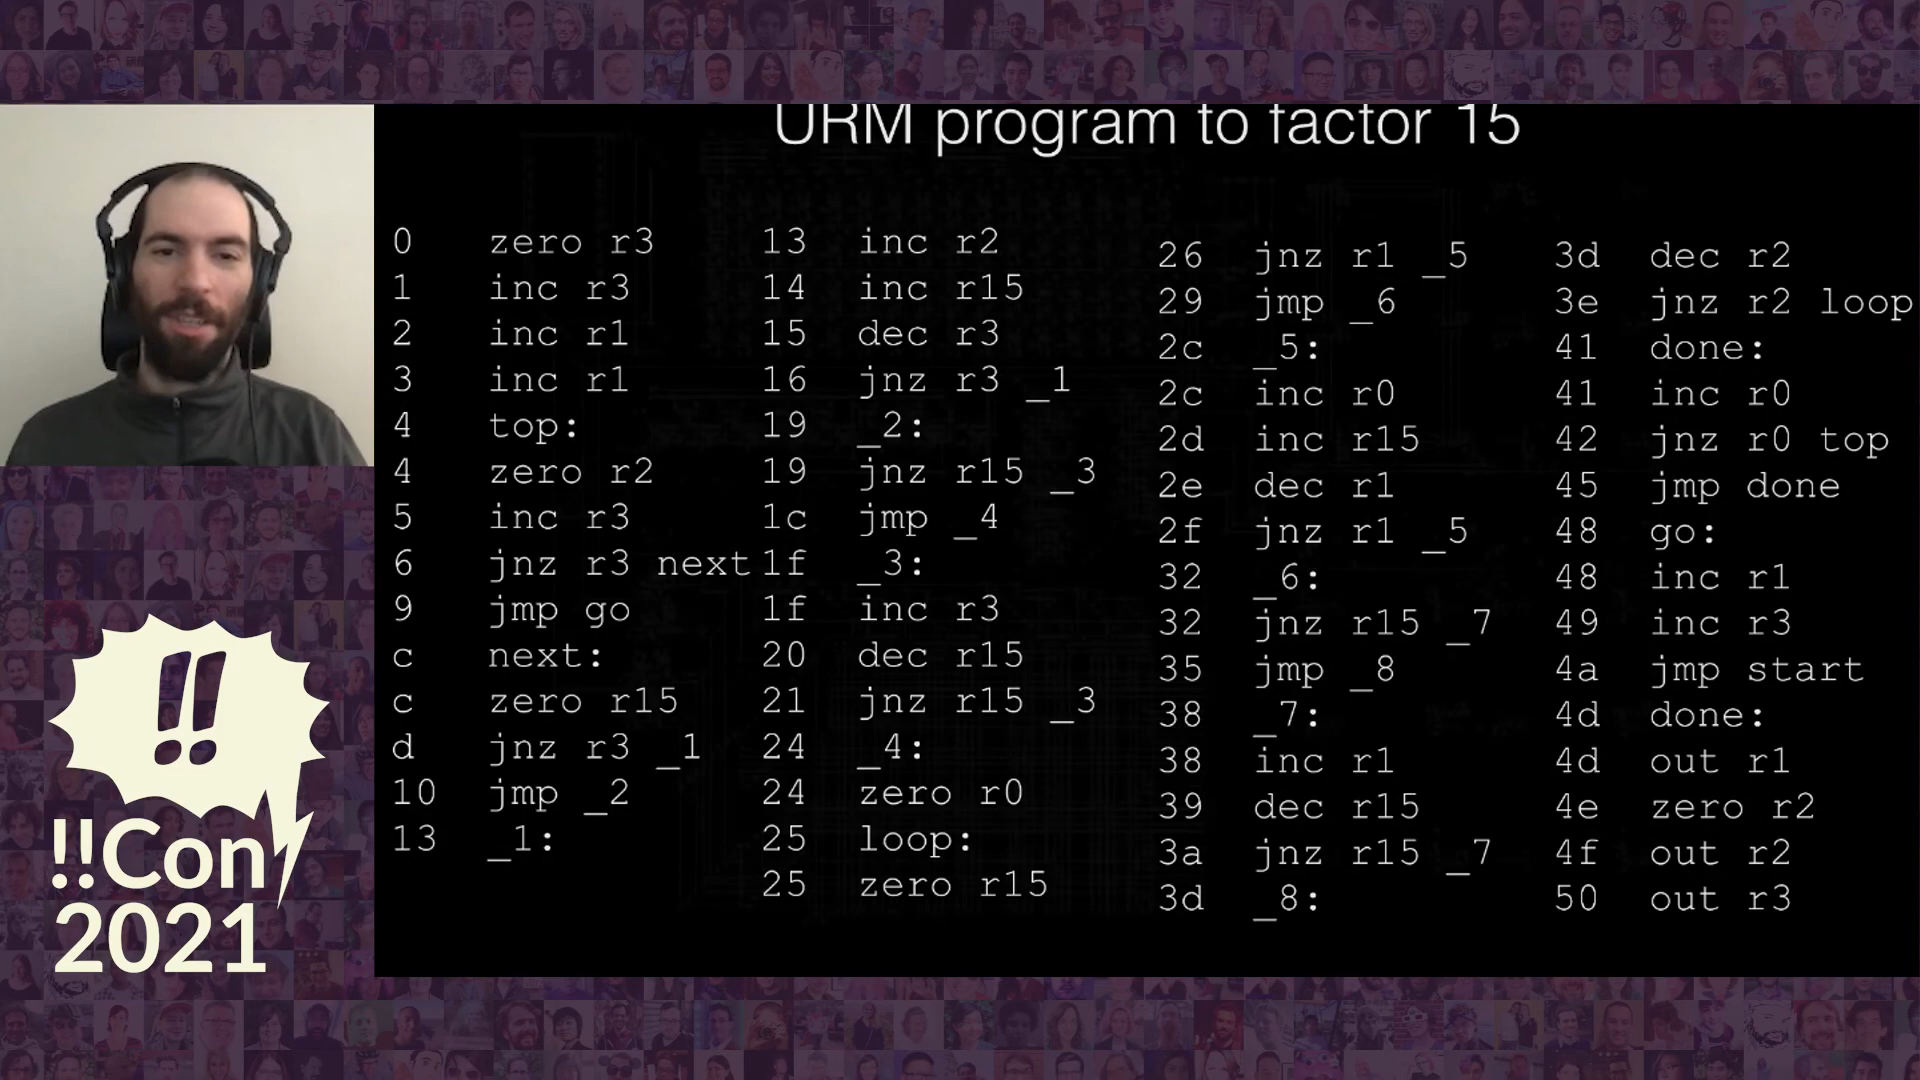 URM program to factor 15
0 zero r3
1 inc r3
2 inc r1
3 inc r1
4 top:
4 zero r2
5 inc r3
6 jnz r3 next
9 jmp go
c next:
c zero r15
d jnz r3 _1
10 jmp _2
13 _1:
13 inc r2
14 inc r15
15 dec r3
16 jnz r3 _1
19 _2:
19 jnz r15 _3
1c jmp _4
1f _3:
1f inc r3
20 dec r15
21 jnz r15 _3
24 _4:
24 zero r0
25 loop:
25 zero r15
26 jnz r1 _5
29 jmp _6
2c _5:
2c inc r0
2d inc r15
2e dec r1
2f jnz r1 _5
32 _6:
32 jnz r15 _7
35 jmp _8
38 _7:
38 inc r1
39 dec r15
3a jnz r15 _7
3d _8:
3d dec r2
3e jnz r2 loop
41 done:
41 inc r0
42 jnz r0 top
45 jmp done
48 go:
48 inc r1
49 inc r3
4a jmp start
4d done:
4d out r1
4e zero r2
4f out r2
50 out r3
!!
!!Con
2021